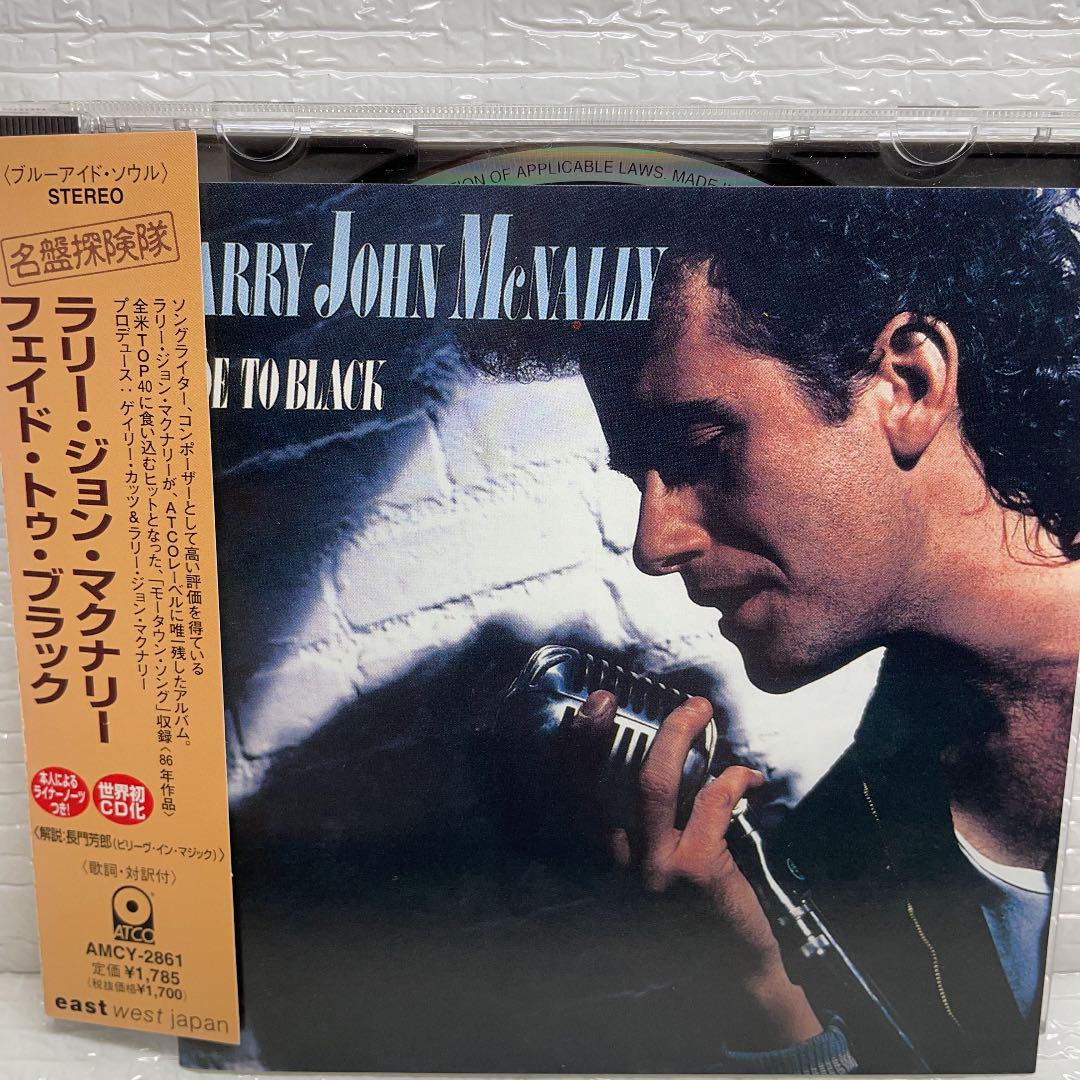 〈ブルーアイド・ソウル〉
STEREO
名盤探険隊
ラリー・ジョン・マクナリー
フェイド・トゥ・ブラック
ソングライター、コンポーザーとして高い評価を得ている
ラリー・ジョン・マクナリーが、ATCOレーベルに唯一残したアルバム。
全米TOP40に食い込むヒットとなった、「モータウン・ソング」収録〈86年作品〉
プロデュース:ゲイリー・カッツ&ラリー・ジョン・マクナリー
本人による
ライナーノーツ
つき!
世界初
CD化
〈解説:長門芳郎(ビリーヴ・イン・マジック)〉
〈歌詞・対訳付〉
ATCO
AMCY-2861
定価¥1,785
(税抜価格¥1,700)
east west japan
OF APPLICABLE LAWS. MADE
ARRY JOHN MCNALLY
DE TO BLACK